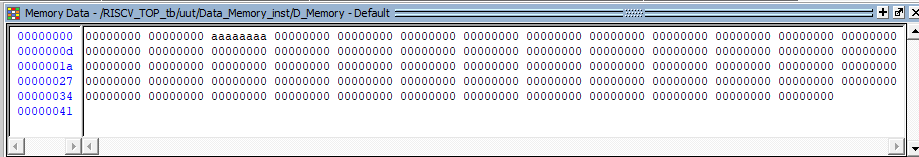 Memory Data - /RISCV_TOP_tb/uut/Data_Memory_inst/D_Memory - Default
00000000 00000000 00000000 aaaaaaaa 00000000 00000000 00000000 00000000 00000000 00000000 00000000 00000000 00000000 00000000
0000000d 00000000 00000000 00000000 00000000 00000000 00000000 00000000 00000000 00000000 00000000 00000000 00000000 00000000
0000001a 00000000 00000000 00000000 00000000 00000000 00000000 00000000 00000000 00000000 00000000 00000000 00000000 00000000
00000027 00000000 00000000 00000000 00000000 00000000 00000000 00000000 00000000 00000000 00000000 00000000 00000000 00000000
00000034 00000000 00000000 00000000 00000000 00000000 00000000 00000000 00000000 00000000 00000000 00000000 00000000
00000041